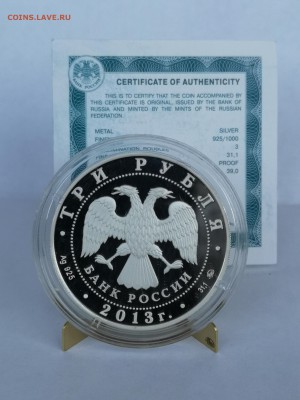 COINS.LAVE.RU
CERTIFICATE OF AUTHENTICITY
THIS IS TO CERTIFY THAT THE COIN ACCOMPANIED BY
THIS CERTIFICATE IS ORIGINAL, ISSUED BY THE BANK OF
RUSSIA AND MINTED BY THE MINTS OF THE RUSSIAN
FEDERATION
METAL SILVER
925/1000
2
31,1
PROOF
39,0
ТРИ РУБЛЯ
БАНК РОССИИ
Ag 925
31,1
2013г.